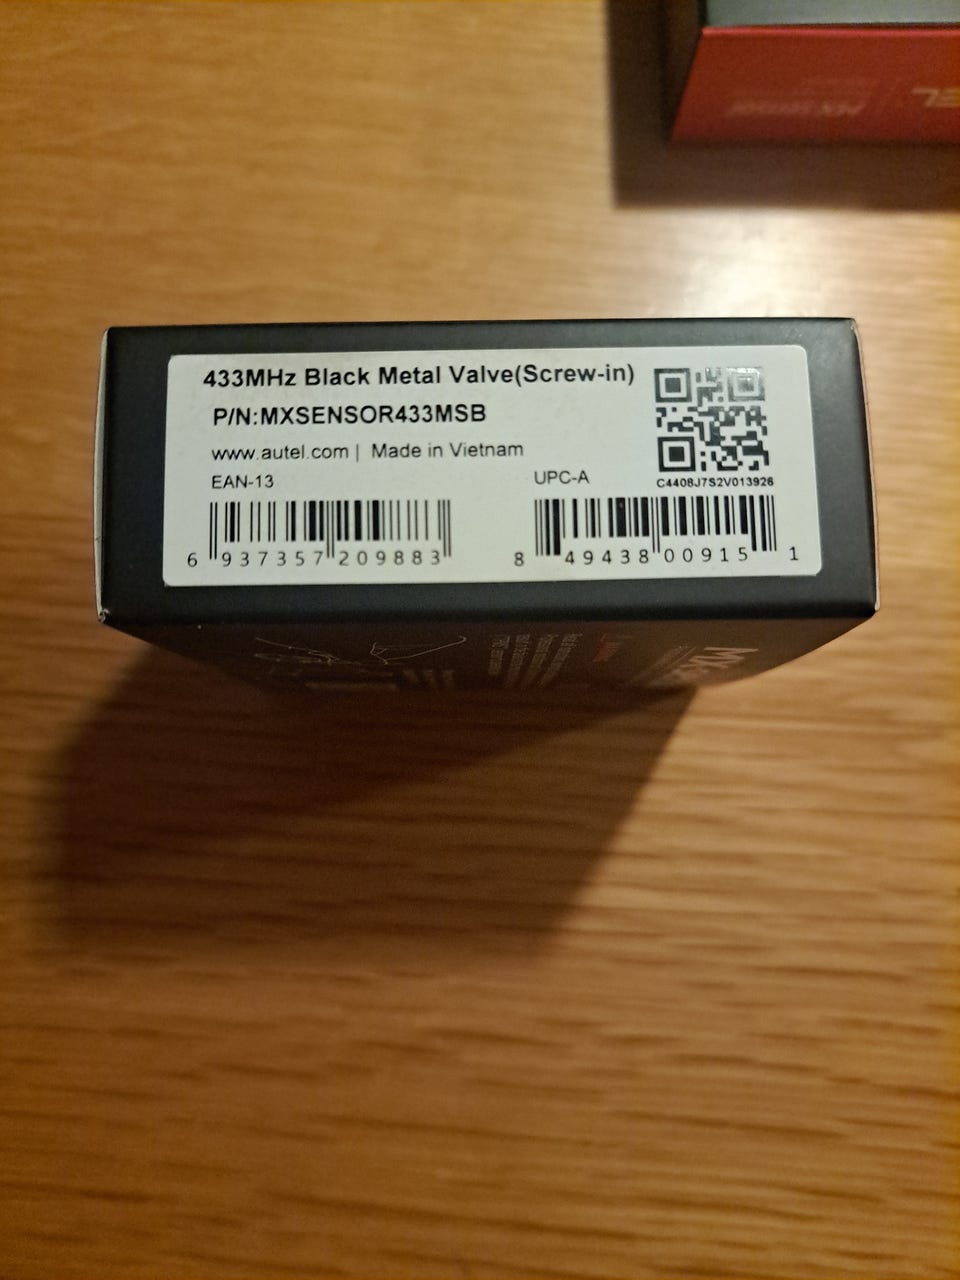 433MHz Black Metal Valve(Screw-in)
P/N:MXSENSOR433MSB
www.autel.com | Made in Vietnam
EAN-13
UPC-A
C4408J7S2V013926
6 937357 209883
8 49438 00915 1